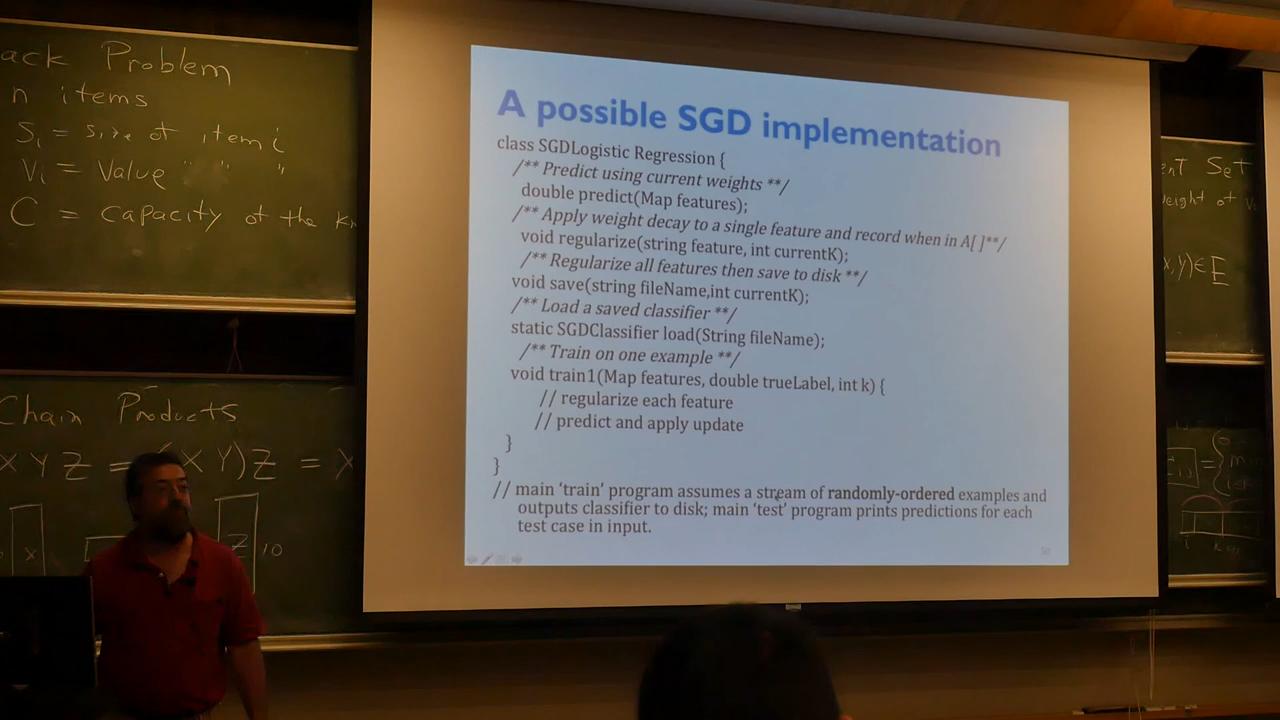 ack Problem
n items
Si = size of item i
Vi = Value " " "
C = capacity of the Kn
Chain Products
X Y Z = (X Y) Z = X
X
Z 10
A possible SGD implementation
class SGDLogistic Regression {
/** Predict using current weights **/
double predict(Map features);
/** Apply weight decay to a single feature and record when in A[ ]**/
void regularize(string feature, int currentK);
/** Regularize all features then save to disk **/
void save(string fileName,int currentK);
/** Load a saved classifier **/
static SGDClassifier load(String fileName);
/** Train on one example **/
void train1(Map features, double trueLabel, int k) {
// regularize each feature
// predict and apply update
}
}
// main ‘train’ program assumes a stream of randomly-ordered examples and
outputs classifier to disk; main ‘test’ program prints predictions for each
test case in input.
50
ent Set
eight of V
x,y)∈E